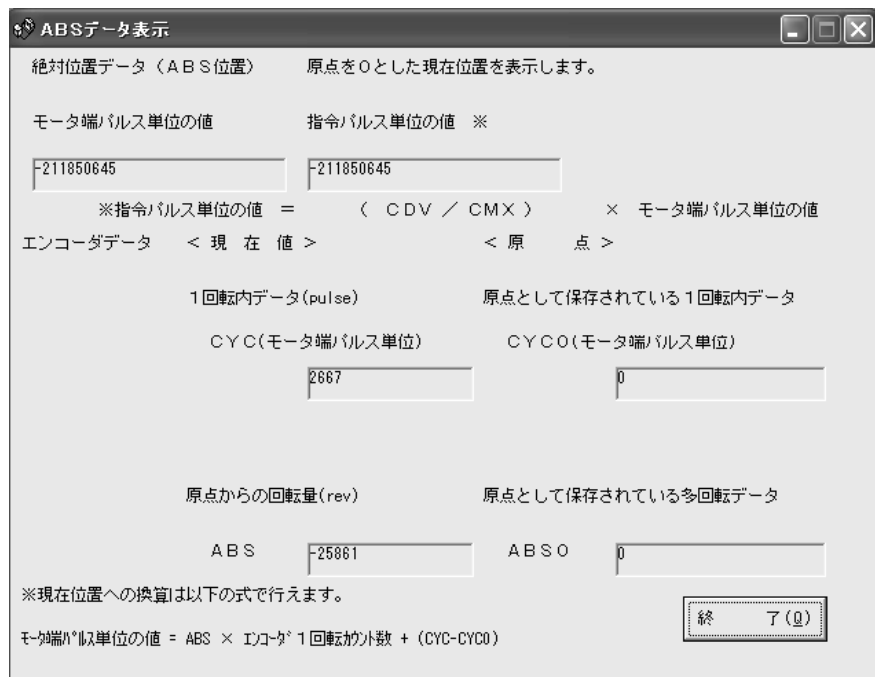 ABSデータ表示
絶対位置データ（ＡＢＳ位置） 原点を０とした現在位置を表示します。
モータ端パルス単位の値 指令パルス単位の値 ※
-211850645 -211850645
※指令パルス単位の値 ＝ （ ＣＤＶ ／ ＣＭＸ ） × モータ端パルス単位の値
エンコーダデータ ＜ 現 在 値 ＞ ＜ 原 点 ＞
１回転内データ(pulse) 原点として保存されている１回転内データ
ＣＹＣ(モータ端パルス単位) ＣＹＣ０(モータ端パルス単位)
2667 0
原点からの回転量(rev) 原点として保存されている多回転データ
ＡＢＳ -25861 ＡＢＳ０ 0
※現在位置への換算は以下の式で行えます。
終 了(Q)
ﾓｰﾀ端ﾊﾟﾙｽ単位の値 = ABS × ｴﾝｺｰﾀﾞ１回転ｶｳﾝﾄ数 + (CYC-CYC0)